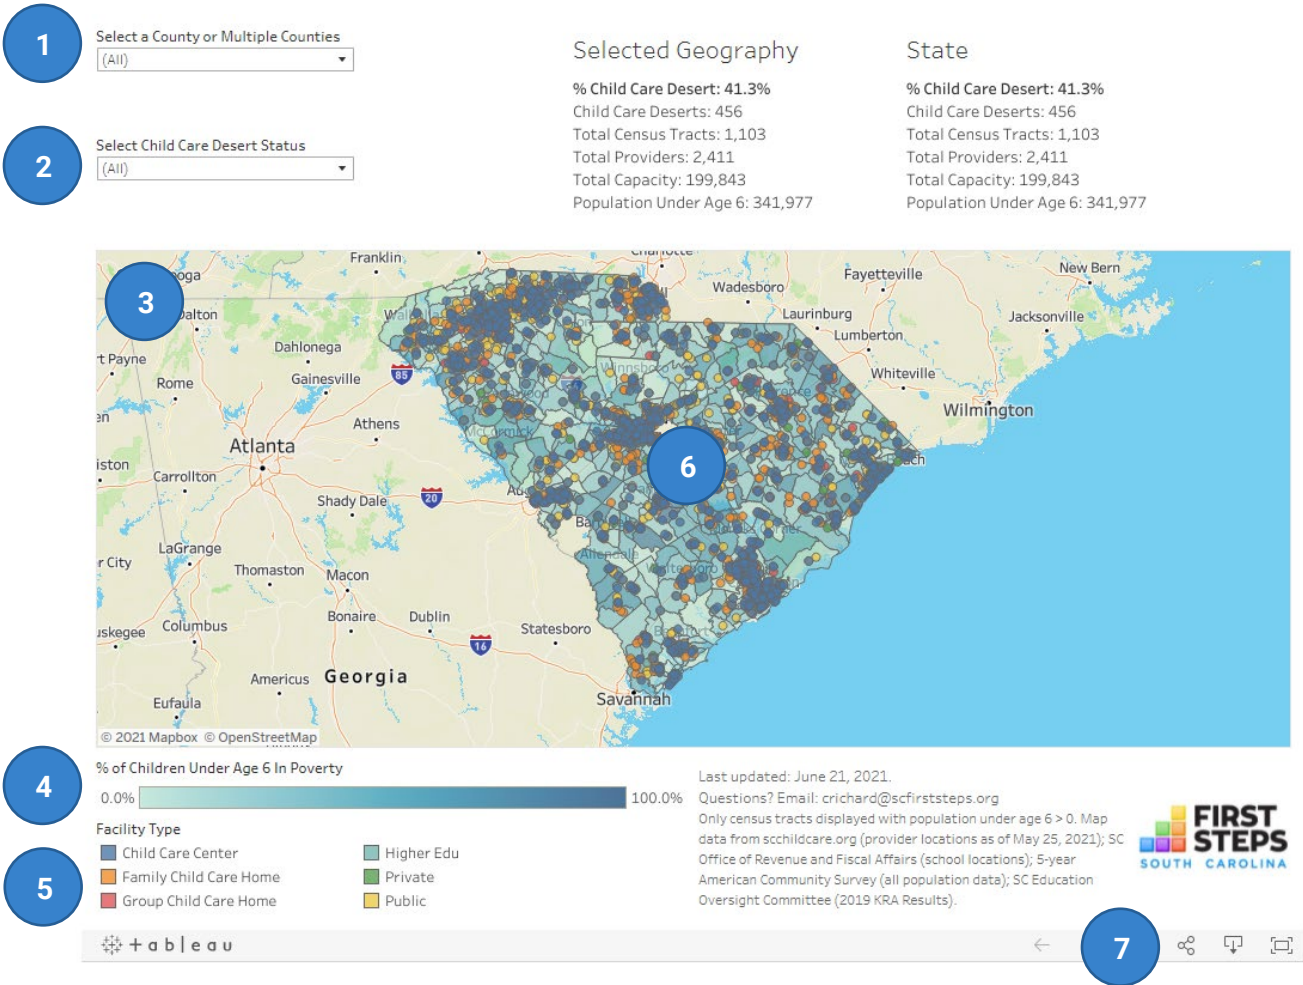 1
Select a County or Multiple Counties
(All)
2
Select Child Care Desert Status
(All)
Selected Geography
% Child Care Desert: 41.3%
Child Care Deserts: 456
Total Census Tracts: 1,103
Total Providers: 2,411
Total Capacity: 199,843
Population Under Age 6: 341,977
State
% Child Care Desert: 41.3%
Child Care Deserts: 456
Total Census Tracts: 1,103
Total Providers: 2,411
Total Capacity: 199,843
Population Under Age 6: 341,977
3
Franklin
Charlotte
Fayetteville
New Bern
Wadesboro
Laurinburg
Jacksonville
Lumberton
Dahlonega
Whiteville
rt Payne
Rome
Gainesville
85
Winnsboro
Wilmington
en
Athens
McCormick
Atlanta
iston
Carrollton
6
Shady Dale
20
LaGrange
r City
Thomaston
Macon
Allendale
Bonaire
Dublin
Statesboro
uskegee
Columbus
16
Americus
Georgia
Savannah
Eufaula
© 2021 Mapbox © OpenStreetMap
4
% of Children Under Age 6 In Poverty
0.0%
100.0%
5
Facility Type
Child Care Center
Family Child Care Home
Group Child Care Home
Higher Edu
Private
Public
Last updated: June 21, 2021.
Questions? Email: crichard@scfirststeps.org
Only census tracts displayed with population under age 6 > 0. Map
data from scchildcare.org (provider locations as of May 25, 2021); SC
Office of Revenue and Fiscal Affairs (school locations); 5-year
American Community Survey (all population data); SC Education
Oversight Committee (2019 KRA Results).
FIRST
STEPS
SOUTH CAROLINA
+ a b | e a u
7